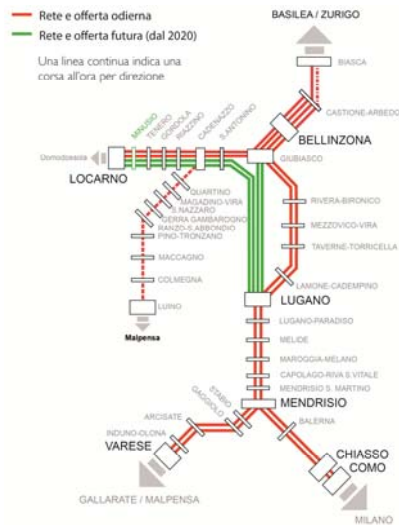 Rete e offerta odierna
Rete e offerta futura (dal 2020)
Una linea continua indica una
corsa all'ora per direzione
BASILEA / ZURIGO
BIASCA
CASTIONE-ARBEDO
BELLINZONA
GIUBIASCO
S.ANTONINO
CADENAZZO
RIAZZINO
GORDOLA
TENERO
MINUSIO
Domodossola
LOCARNO
QUARTINO
MAGADINO-VIRA
S.NAZZARO
GERRA GAMBAROGNO
RANZO-S.ABBONDIO
PINO-TRONZANO
MACCAGNO
COLMEGNA
LUINO
Malpensa
RIVERA-BIRONICO
MEZZOVICO-VIRA
TAVERNE-TORRICELLA
LAMONE-CADEMPINO
LUGANO
LUGANO-PARADISO
MELIDE
MAROGGIA-MELANO
CAPOLAGO-RIVA S.VITALE
MENDRISIO S. MARTINO
MENDRISIO
STABIO
GAGGIOLO
ARCISATE
INDUNO-OLONA
VARESE
GALLARATE / MALPENSA
BALERNA
CHIASSO
COMO
MILANO